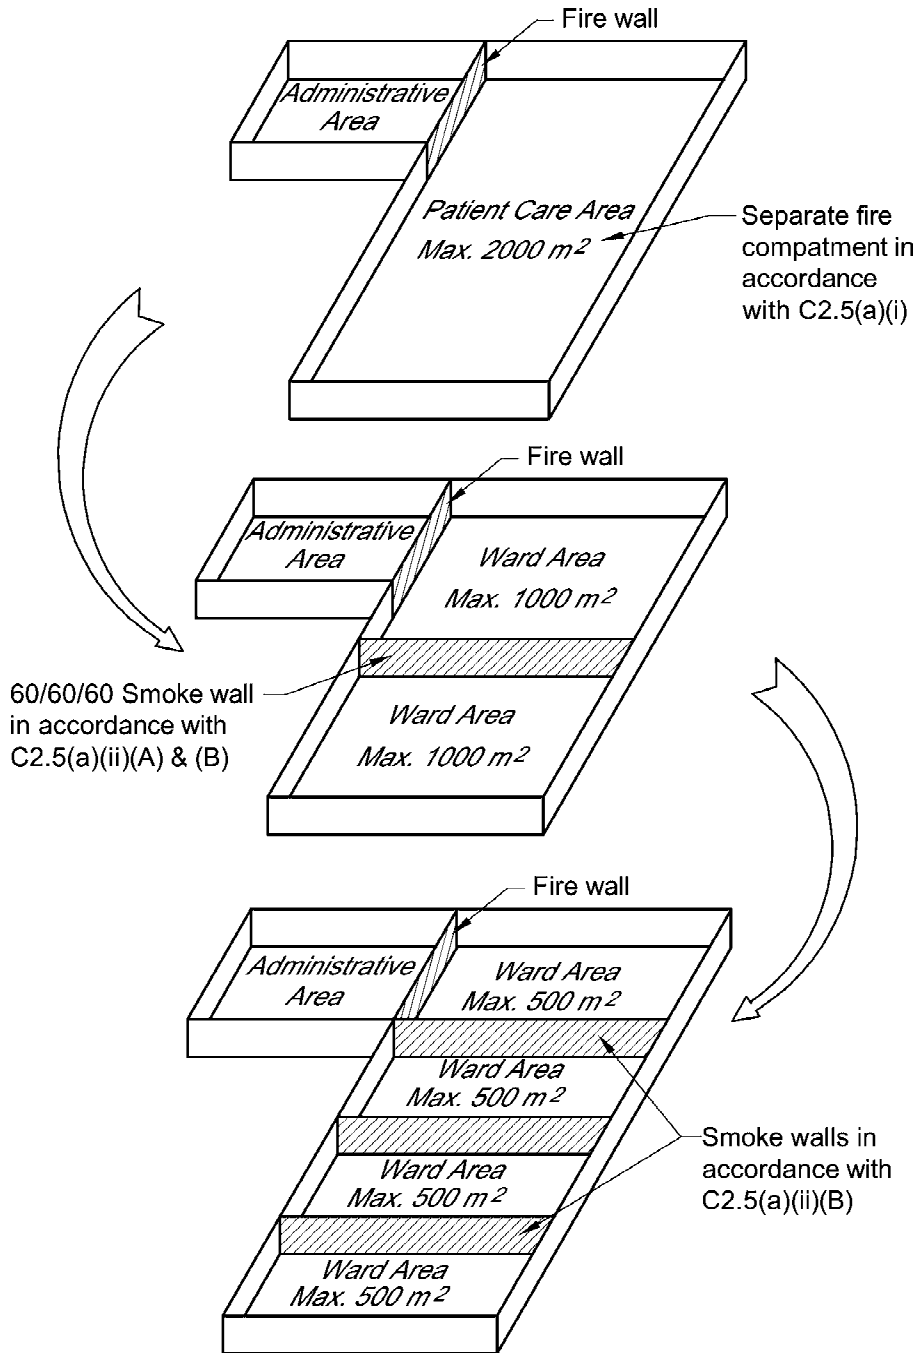 Fire wall
Administrative
Area
Patient Care Area
Max. 2000 m²
Separate fire
compatment in
accordance
with C2.5(a)(i)
Fire wall
Administrative
Area
Ward Area
Max. 1000 m²
60/60/60 Smoke wall
in accordance with
C2.5(a)(ii)(A) & (B)
Ward Area
Max. 1000 m²
Fire wall
Administrative
Area
Ward Area
Max. 500 m²
Ward Area
Max. 500 m²
Smoke walls in
accordance with
C2.5(a)(ii)(B)
Ward Area
Max. 500 m²
Ward Area
Max. 500 m²